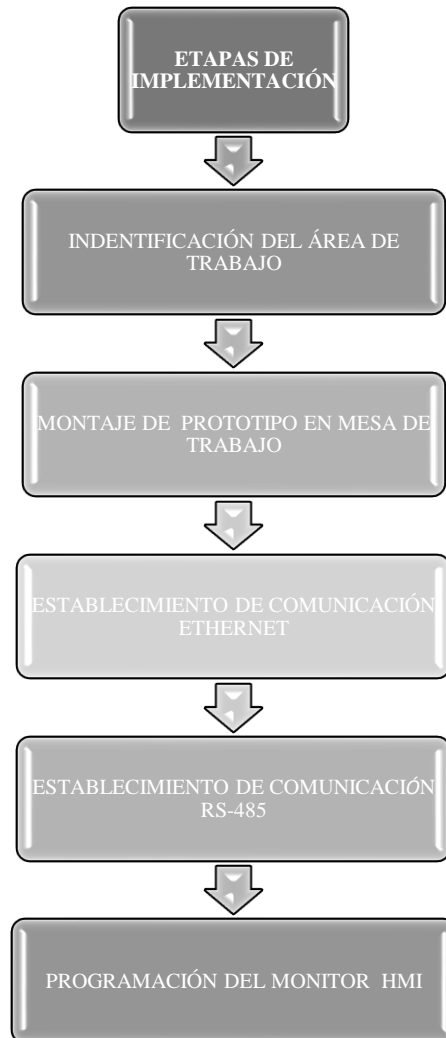 ETAPAS DE
IMPLEMENTACIÓN
INDENTIFICACIÓN DEL ÁREA DE
TRABAJO
MONTAJE DE PROTOTIPO EN MESA DE
TRABAJO
ESTABLECIMIENTO DE COMUNICACIÓN
ETHERNET
ESTABLECIMIENTO DE COMUNICACIÓN
RS-485
PROGRAMACIÓN DEL MONITOR HMI